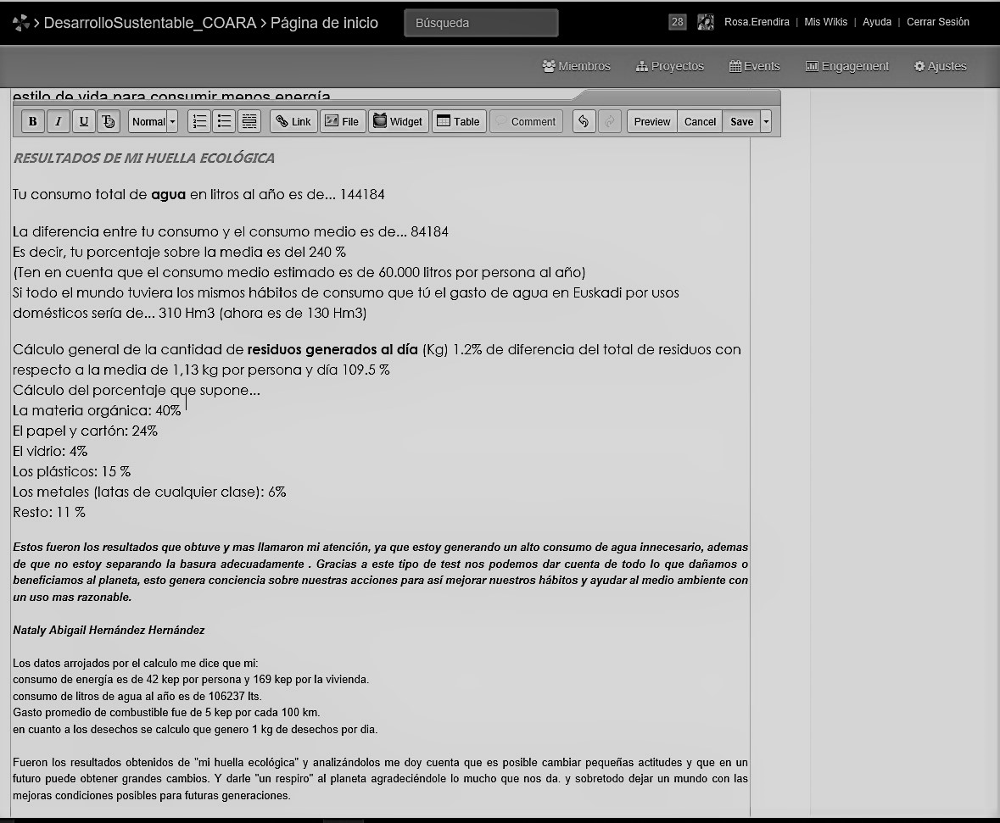 DesarrolloSustentable_COARA > Página de inicio
Búsqueda
28
Rosa.Erendira | Mis Wikis | Ayuda | Cerrar Sesión
Miembros Proyectos Events Engagement Ajustes
estilo de vida para consumir menos energía
B I U Normal Link File Widget Table Comment Preview Cancel Save
RESULTADOS DE MI HUELLA ECOLÓGICA
Tu consumo total de agua en litros al año es de... 144184
La diferencia entre tu consumo y el consumo medio es de... 84184
Es decir, tu porcentaje sobre la media es del 240 %
(Ten en cuenta que el consumo medio estimado es de 60.000 litros por persona al año)
Si todo el mundo tuviera los mismos hábitos de consumo que tú el gasto de agua en Euskadi por usos
domésticos sería de... 310 Hm3 (ahora es de 130 Hm3)
Cálculo general de la cantidad de residuos generados al día (Kg) 1.2% de diferencia del total de residuos con
respecto a la media de 1,13 kg por persona y día 109.5 %
Cálculo del porcentaje que supone...
La materia orgánica: 40%
El papel y cartón: 24%
El vidrio: 4%
Los plásticos: 15 %
Los metales (latas de cualquier clase): 6%
Resto: 11 %
Estos fueron los resultados que obtuve y mas llamaron mi atención, ya que estoy generando un alto consumo de agua innecesario, ademas
de que no estoy separando la basura adecuadamente . Gracias a este tipo de test nos podemos dar cuenta de todo lo que dañamos o
beneficiamos al planeta, esto genera conciencia sobre nuestras acciones para así mejorar nuestros hábitos y ayudar al medio ambiente con
un uso mas razonable.
Nataly Abigail Hernández Hernández
Los datos arrojados por el calculo me dice que mi:
consumo de energía es de 42 kep por persona y 169 kep por la vivienda.
consumo de litros de agua al año es de 106237 lts.
Gasto promedio de combustible fue de 5 kep por cada 100 km.
en cuanto a los desechos se calculo que genero 1 kg de desechos por dia.
Fueron los resultados obtenidos de "mi huella ecológica" y analizándolos me doy cuenta que es posible cambiar pequeñas actitudes y que en un
futuro puede obtener grandes cambios. Y darle "un respiro" al planeta agradeciéndole lo mucho que nos da. y sobretodo dejar un mundo con las
mejores condiciones posibles para futuras generaciones.